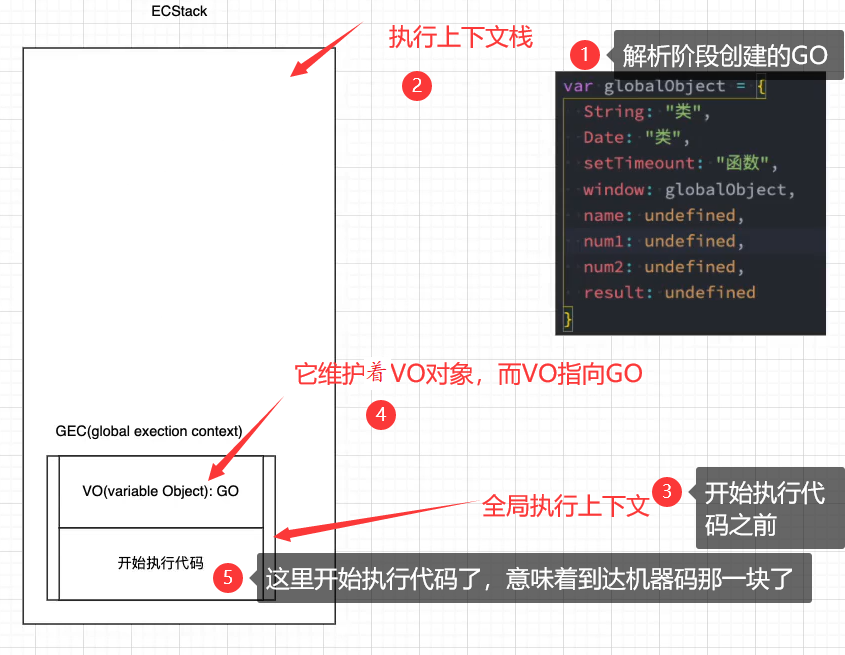 ECStack
执行上下文栈
2
1
解析阶段创建的GO
var globalObject = {
String: "类",
Date: "类",
setTimeount: "函数",
window: globalObject,
name: undefined,
num1: undefined,
num2: undefined,
result: undefined
}
它维护着VO对象，而VO指向GO
4
GEC(global exection context)
VO(variable Object): GO
全局执行上下文
3
开始执行代
码之前
开始执行代码
5
这里开始执行代码了，意味着到达机器码那一块了